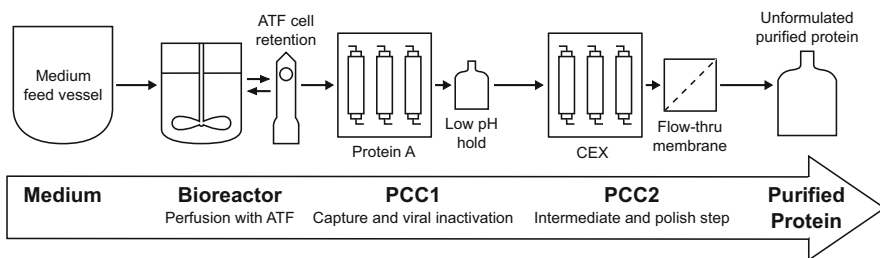 Medium
feed vessel
ATF cell
retention
Protein A
Low pH
hold
CEX
Flow-thru
membrane
Unformulated
purified protein
Medium
Bioreactor
Perfusion with ATF
PCC1
Capture and viral inactivation
PCC2
Intermediate and polish step
Purified
Protein